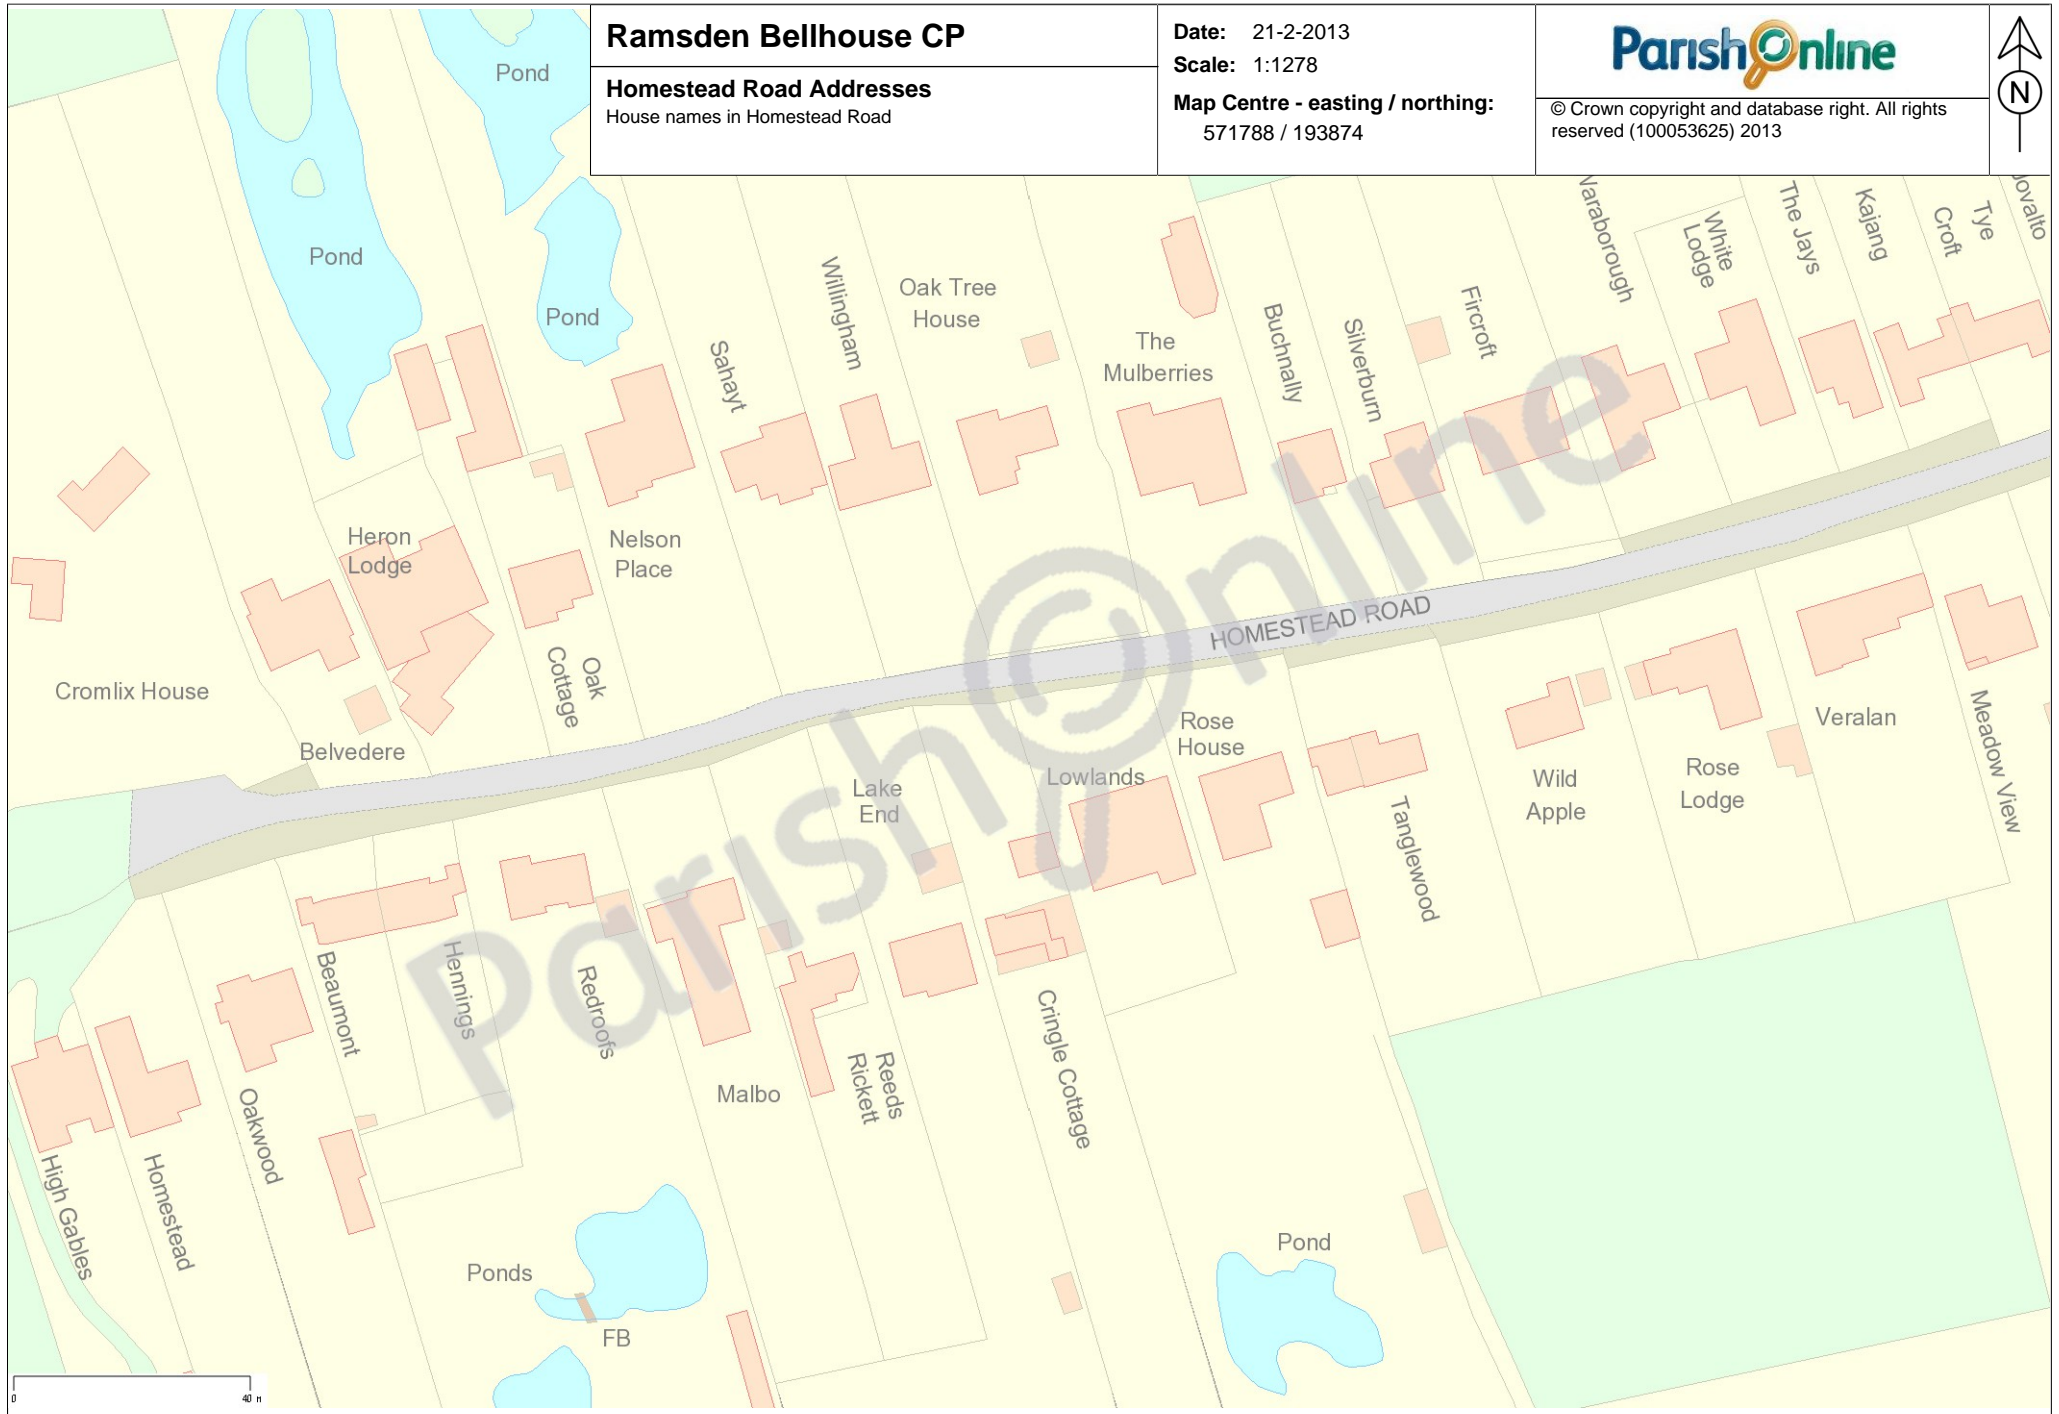 Ramsden Bellhouse CP
Homestead Road Addresses
House names in Homestead Road
Date: 21-2-2013
Scale: 1:1278
Map Centre - easting / northing:
571788 / 193874
ParishOnline
© Crown copyright and database right. All rights
reserved (100053625) 2013
N
Pond
Pond
Pond
Sahayt
Willingham
Oak Tree
House
The
Mulberries
Buchnally
Silverburn
Fircroft
White
Lodge
The Jays
Kajang
Tye
Croft
Heron
Lodge
Nelson
Place
Oak
Cottage
Cromlix House
Belvedere
HOMESTEAD ROAD
Lake
End
Lowlands
Rose
House
Tanglewood
Wild
Apple
Rose
Lodge
Veralan
Meadow View
Beaumont
Hennings
Redroofs
Malbo
Reeds
Rickett
Cringle Cottage
Oakwood
Homestead
High Gables
Ponds
FB
Pond
ParishOnline
0 40 M